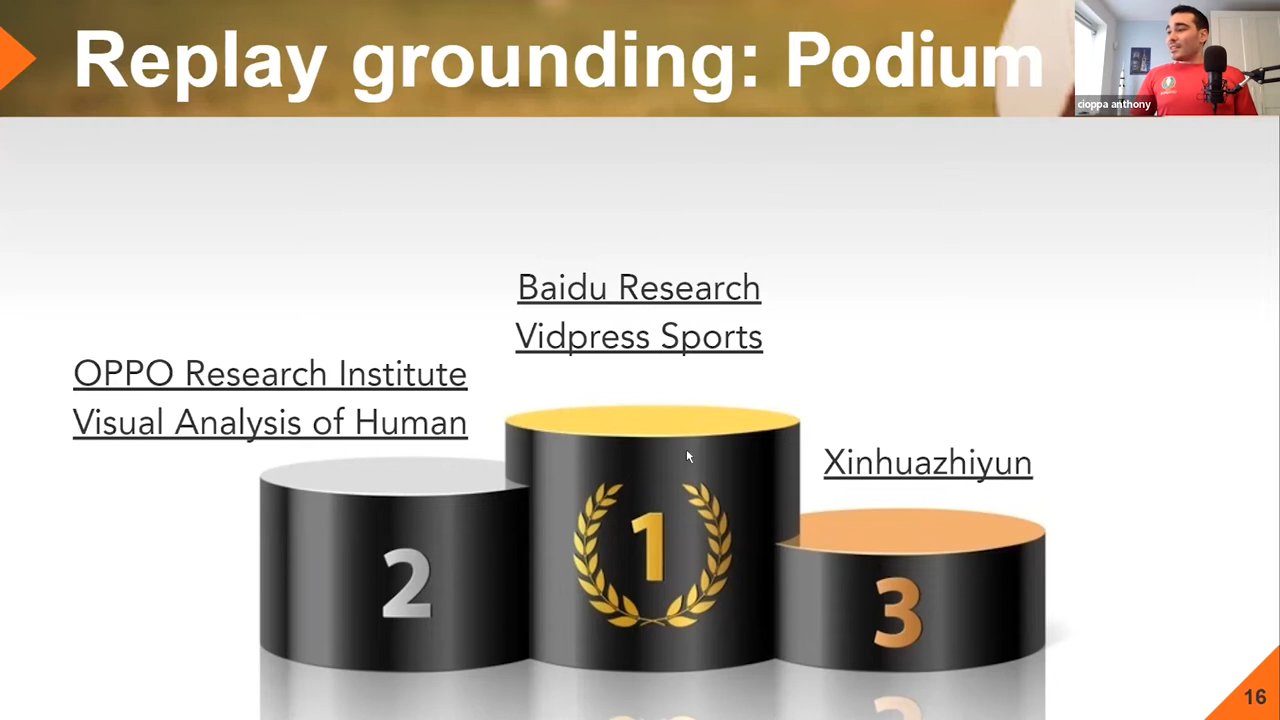 Replay grounding: Podium
cioppa anthony
Baidu Research
Vidpress Sports
OPPO Research Institute
Visual Analysis of Human
Xinhuazhiyun
1
2
3
16